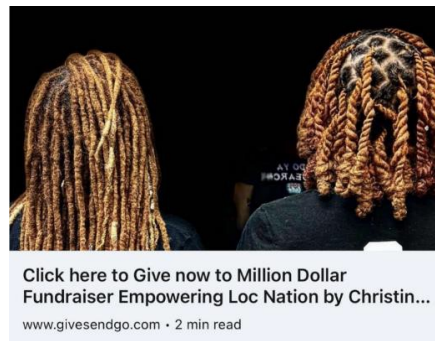 Click here to Give now to Million Dollar
Fundraiser Empowering Loc Nation by Christin...
www.givesendgo.com • 2 min read